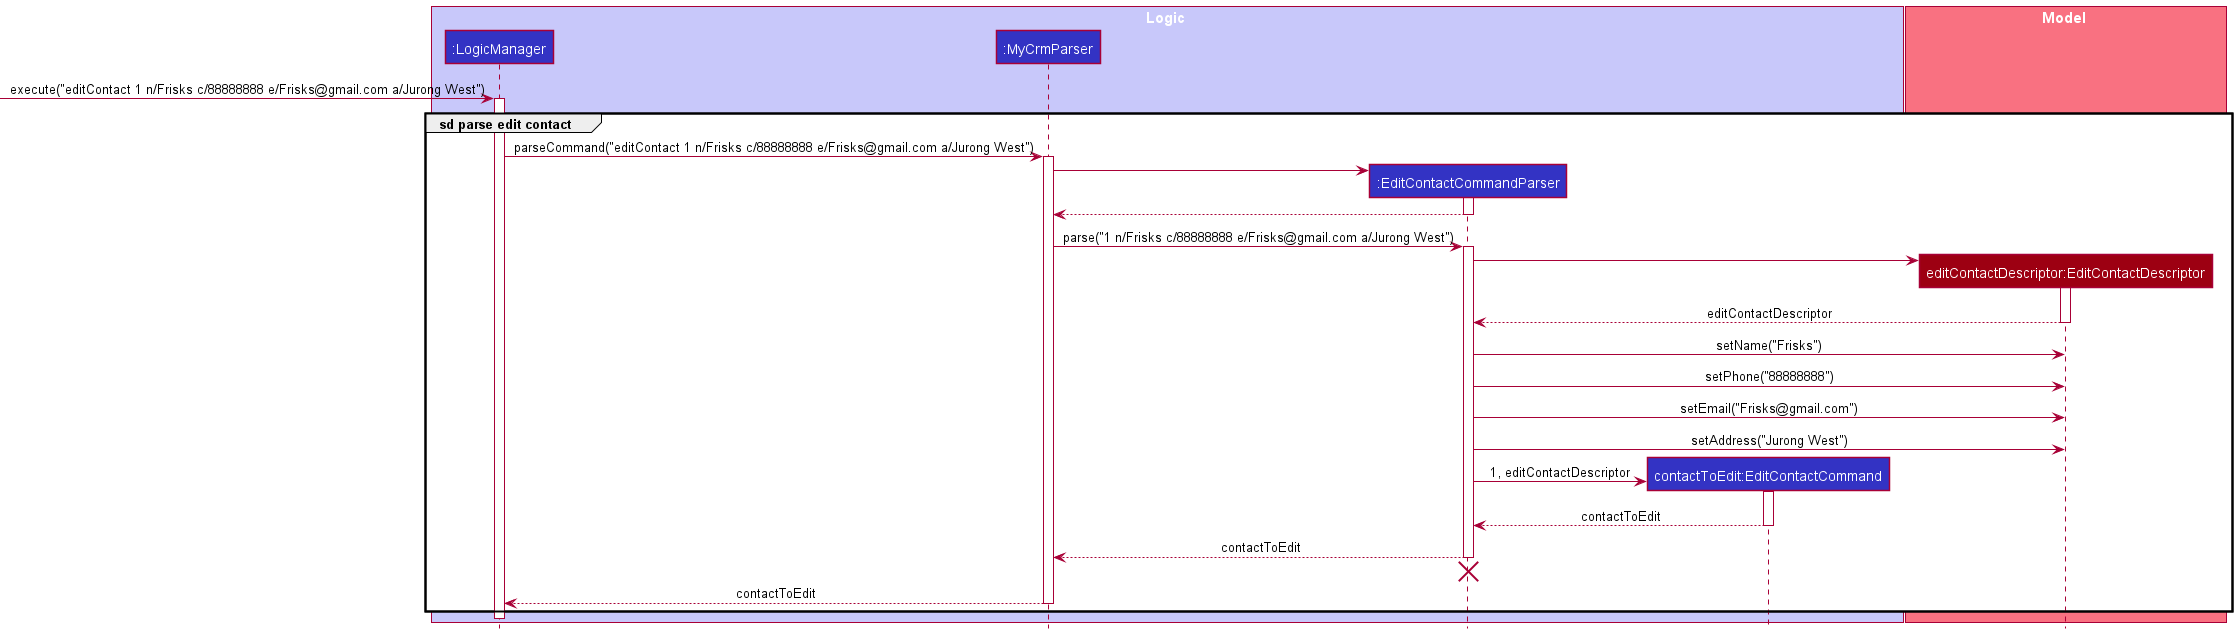 Logic
Model
:LogicManager
:MyCrmParser
execute("editContact 1 n/Frisks c/88888888 e/Frisks@gmail.com a/Jurong West")
sd parse edit contact
parseCommand("editContact 1 n/Frisks c/88888888 e/Frisks@gmail.com a/Jurong West")
:EditContactCommandParser
parse("1 n/Frisks c/88888888 e/Frisks@gmail.com a/Jurong West")
editContactDescriptor:EditContactDescriptor
editContactDescriptor
setName("Frisks")
setPhone("88888888")
setEmail("Frisks@gmail.com")
setAddress("Jurong West")
1, editContactDescriptor
contactToEdit:EditContactCommand
contactToEdit
contactToEdit
contactToEdit